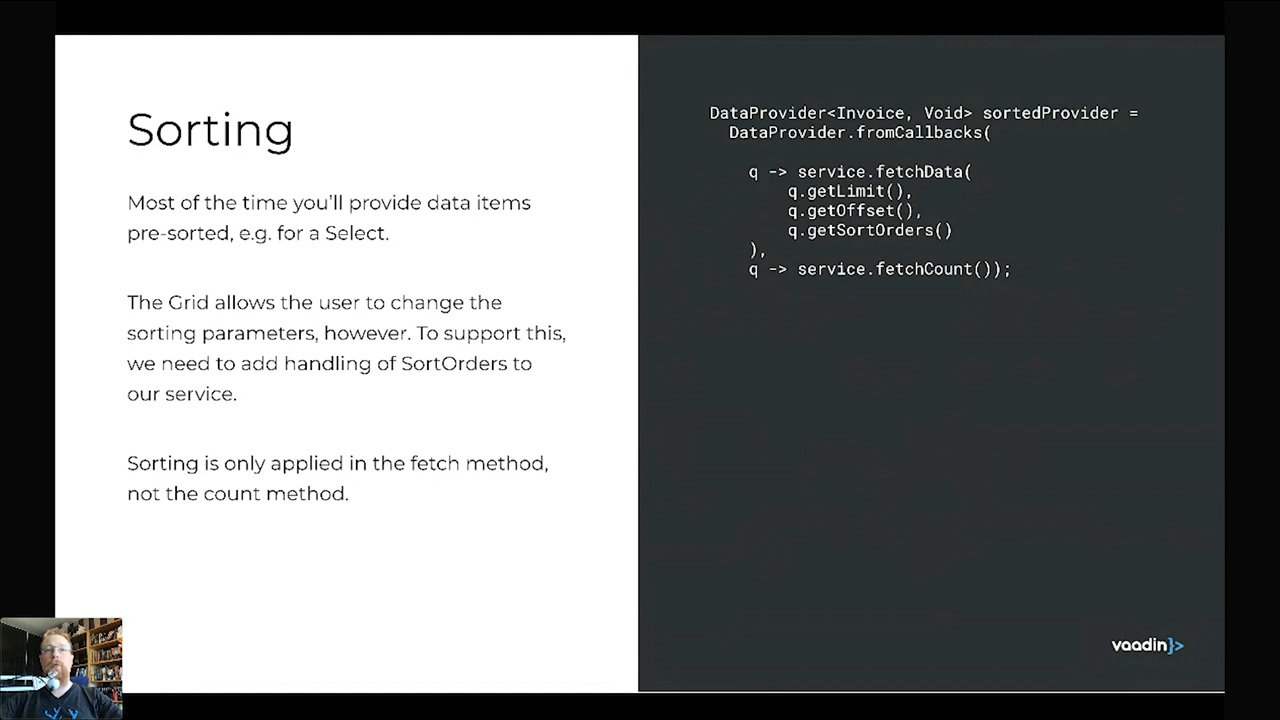 Sorting
Most of the time you'll provide data items
pre-sorted, e.g. for a Select.
The Grid allows the user to change the
sorting parameters, however. To support this,
we need to add handling of SortOrders to
our service.
Sorting is only applied in the fetch method,
not the count method.
DataProvider<Invoice, Void> sortedProvider =
DataProvider.fromCallbacks(
q -> service.fetchData(
q.getLimit(),
q.getOffset(),
q.getSortOrders()
),
q -> service.fetchCount());
vaadin}>